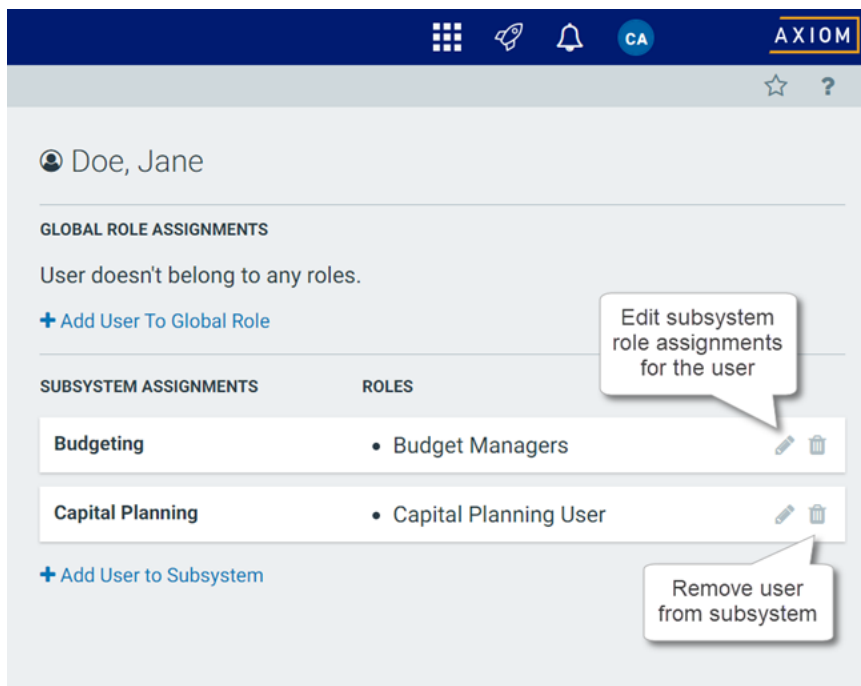 CA
AXIOM
?
Doe, Jane
GLOBAL ROLE ASSIGNMENTS
User doesn't belong to any roles.
+ Add User To Global Role
Edit subsystem
role assignments
for the user
SUBSYSTEM ASSIGNMENTS ROLES
Budgeting • Budget Managers
Capital Planning • Capital Planning User
+ Add User to Subsystem
Remove user
from subsystem